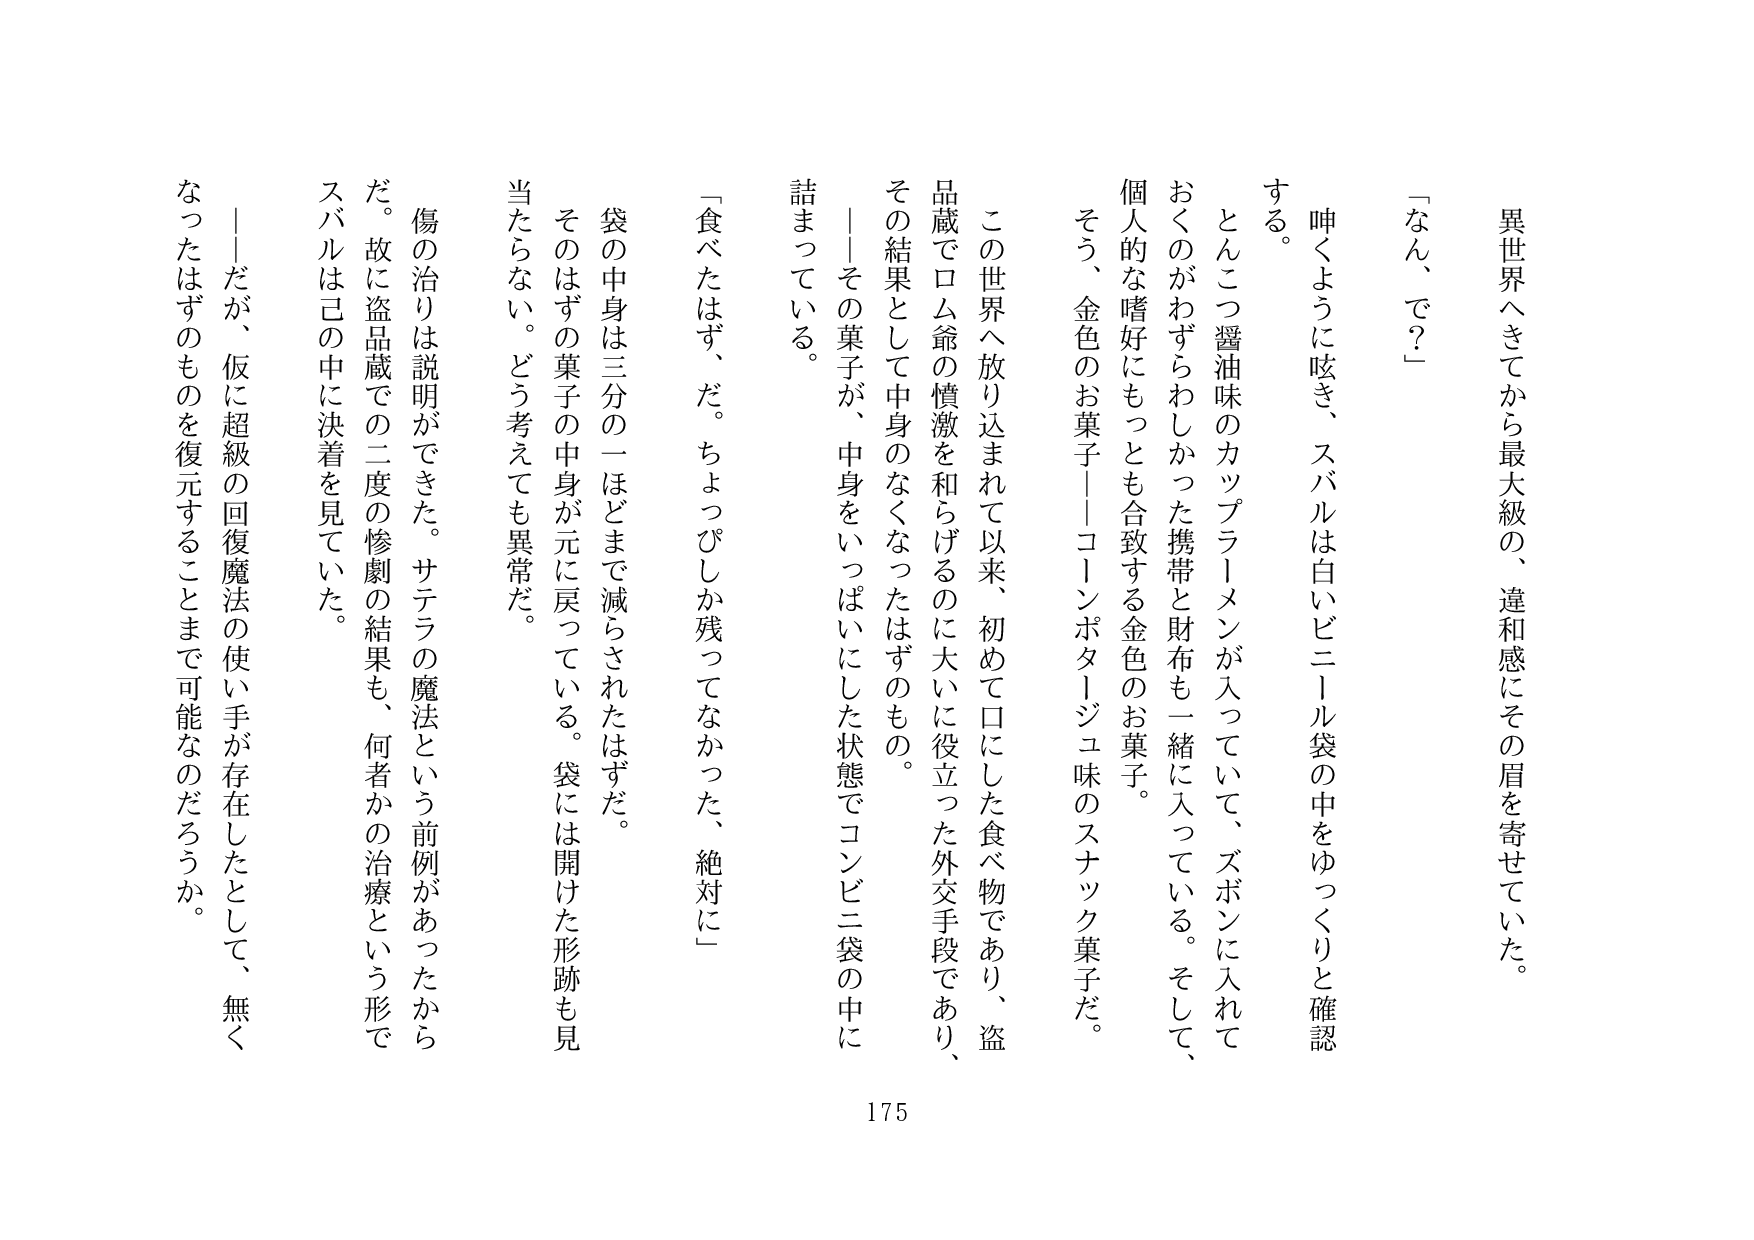 異世界へきてから最大級の、違和感にその眉を寄せていた。
「なん、で？」
呻くように呟き、スバルは白いビニール袋の中をゆっくりと確認
する。
とんこつ醤油味のカップラーメンが入っていて、ズボンに入れて
おくのがわずらわしかった携帯と財布も一緒に入っている。そして、
個人的な嗜好にもっとも合致する金色のお菓子。
そう、金色のお菓子――コーンポタージュ味のスナック菓子だ。
この世界へ放り込まれて以来、初めて口にした食べ物であり、盗
品蔵でロム爺の憤激を和らげるのに大いに役立った外交手段であり、
その結果として中身のなくなったはずのもの。
――その菓子が、中身をいっぱいにした状態でコンビニ袋の中に
詰まっている。
「食べたはず、だ。ちょっぴしか残ってなかった、絶対に」
袋の中身は三分の一ほどまで減らされたはずだ。
そのはずの菓子の中身が元に戻っている。袋には開けた形跡も見
当たらない。どう考えても異常だ。
傷の治りは説明ができた。サテラの魔法という前例があったから
だ。故に盗品蔵での二度の惨劇の結果も、何者かの治療という形で
スバルは己の中に決着を見ていた。
――だが、仮に超級の回復魔法の使い手が存在したとして、無く
なったはずのものを復元することまで可能なのだろうか。
175